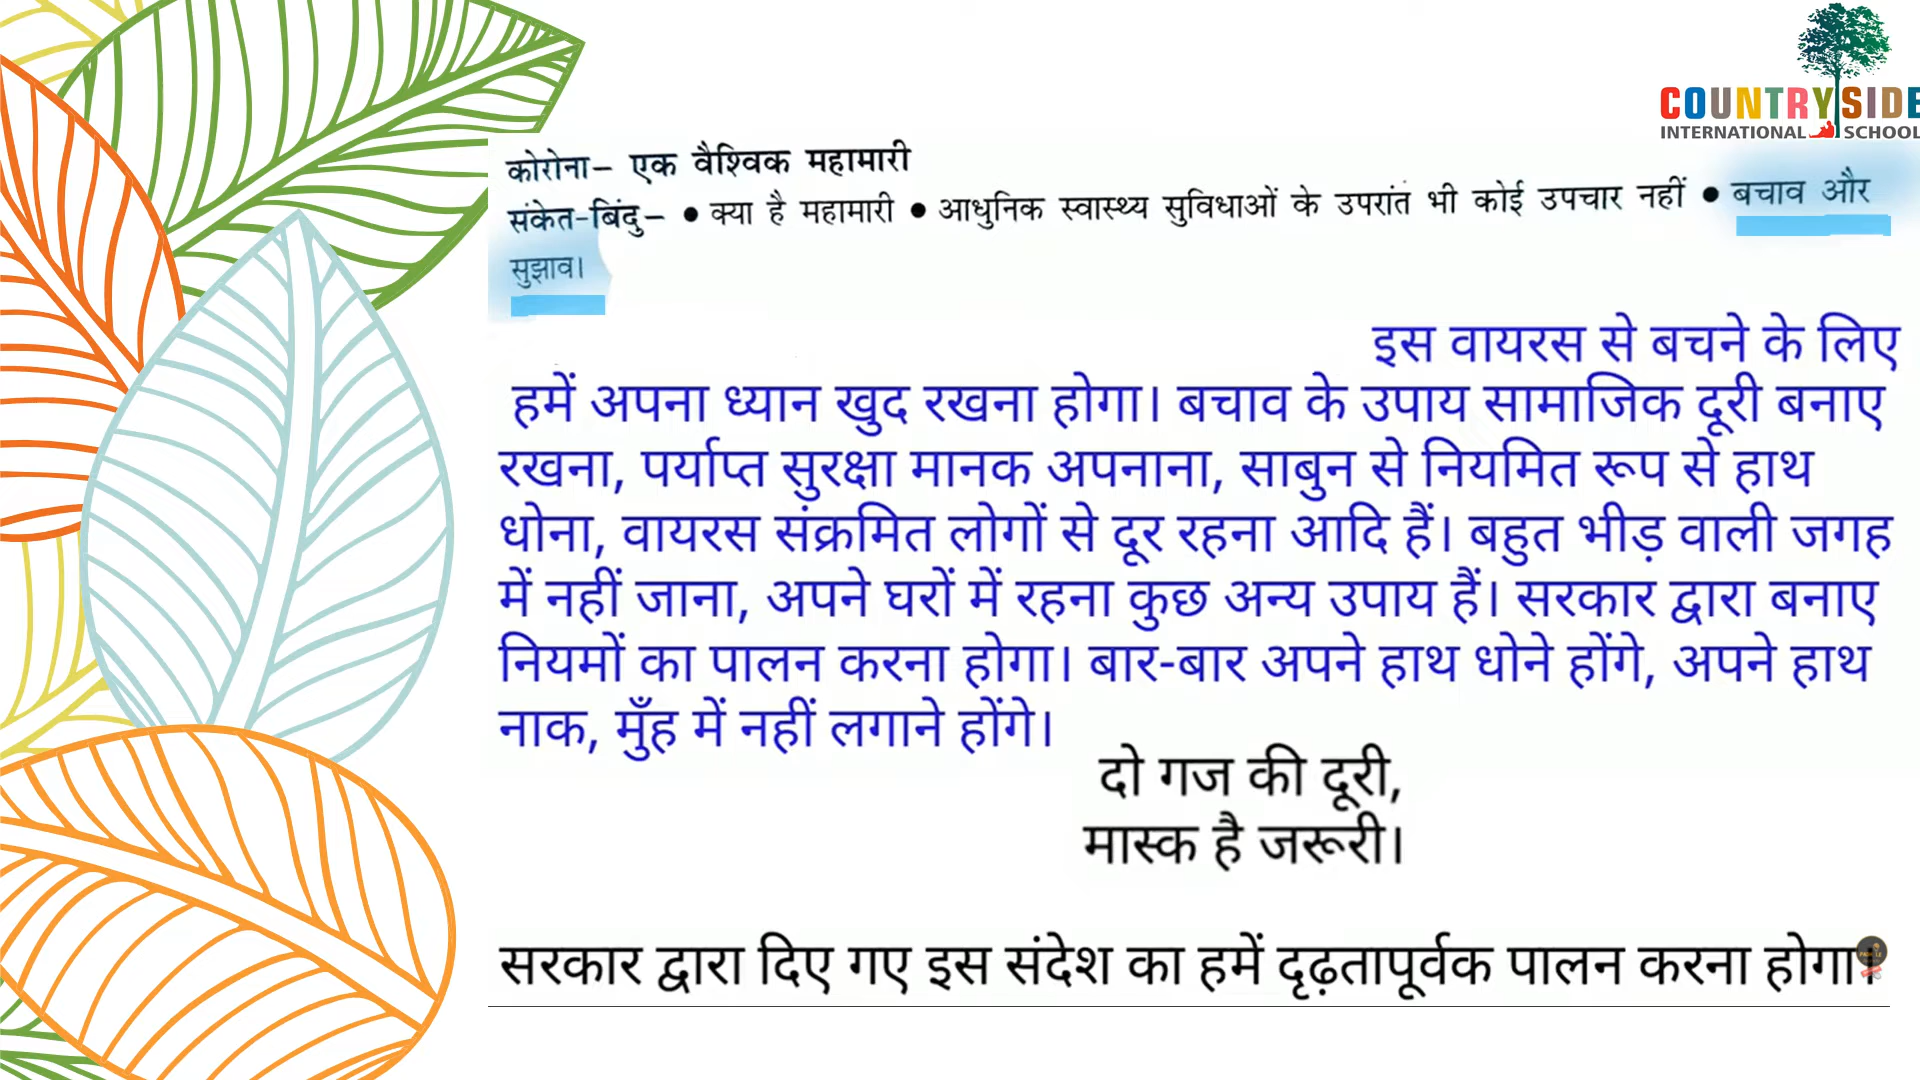 COUNTRYSIDE
INTERNATIONAL SCHOOL
कोरोना– एक वैश्विक महामारी
संकेत-बिंदु– ● क्या है महामारी ● आधुनिक स्वास्थ्य सुविधाओं के उपरांत भी कोई उपचार नहीं ● बचाव और
सुझाव।
इस वायरस से बचने के लिए
हमें अपना ध्यान खुद रखना होगा। बचाव के उपाय सामाजिक दूरी बनाए
रखना, पर्याप्त सुरक्षा मानक अपनाना, साबुन से नियमित रूप से हाथ
धोना, वायरस संक्रमित लोगों से दूर रहना आदि हैं। बहुत भीड़ वाली जगह
में नहीं जाना, अपने घरों में रहना कुछ अन्य उपाय हैं। सरकार द्वारा बनाए
नियमों का पालन करना होगा। बार-बार अपने हाथ धोने होंगे, अपने हाथ
नाक, मुँह में नहीं लगाने होंगे।
दो गज की दूरी,
मास्क है जरूरी।
सरकार द्वारा दिए गए इस संदेश का हमें दृढ़तापूर्वक पालन करना होगा।